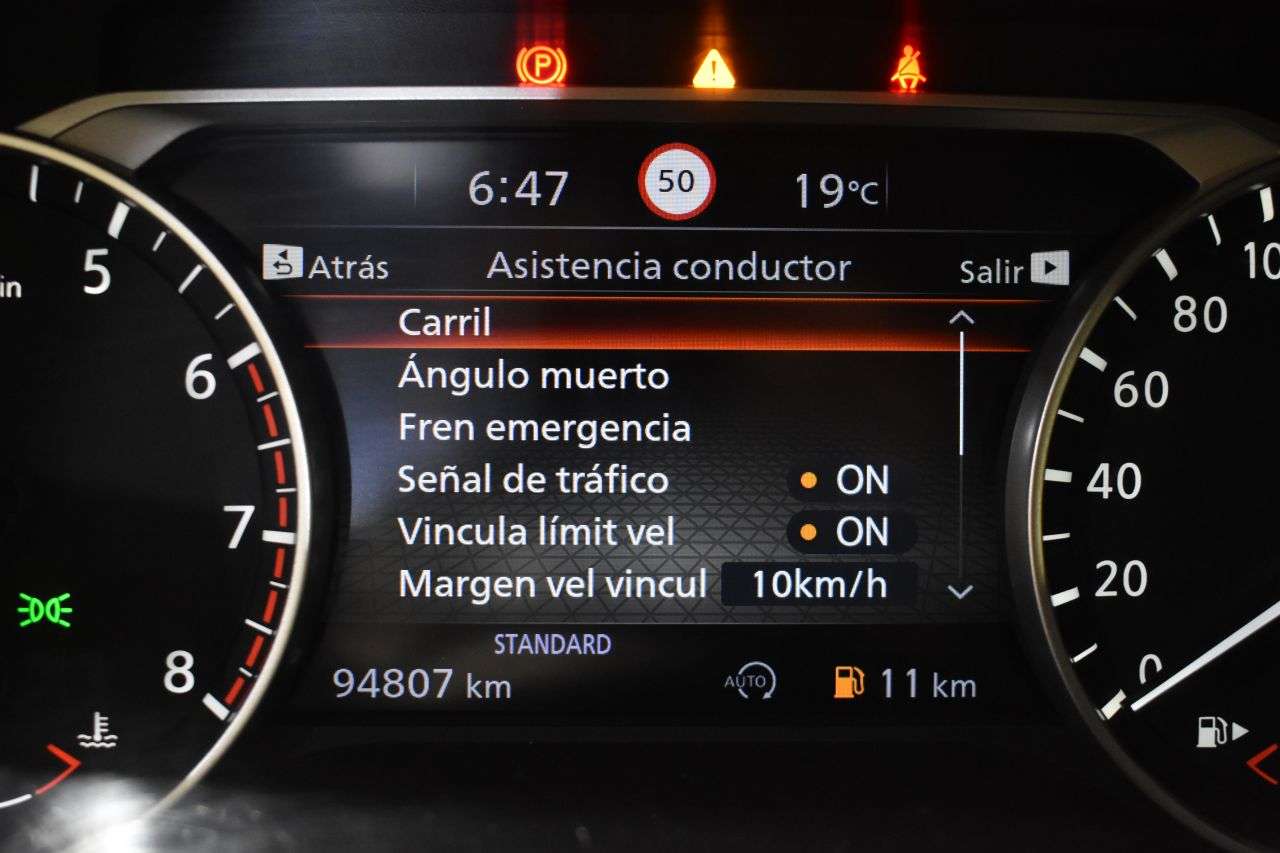 P
6:47 50 19°C
Atrás Asistencia conductor Salir
Carril
Ángulo muerto
Fren emergencia
Señal de tráfico ON
Vincula límit vel ON
Margen vel vincul 10km/h
STANDARD
94807 km AUTO 11 km
5
6
7
8
80
60
40
20
0